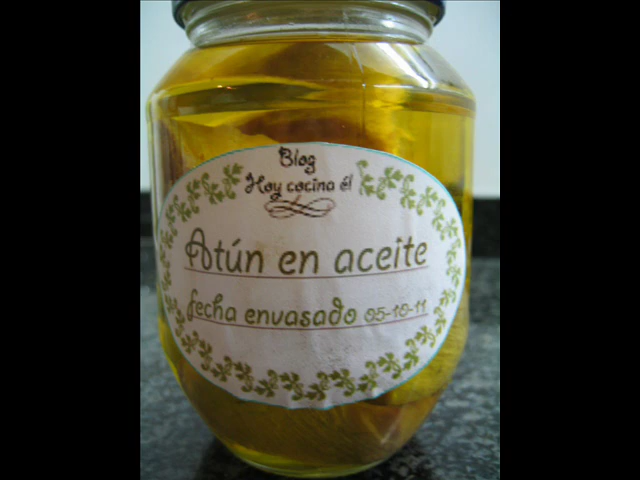 Blog
Hoy cocina él
Atún en aceite
fecha envasado 05-10-11